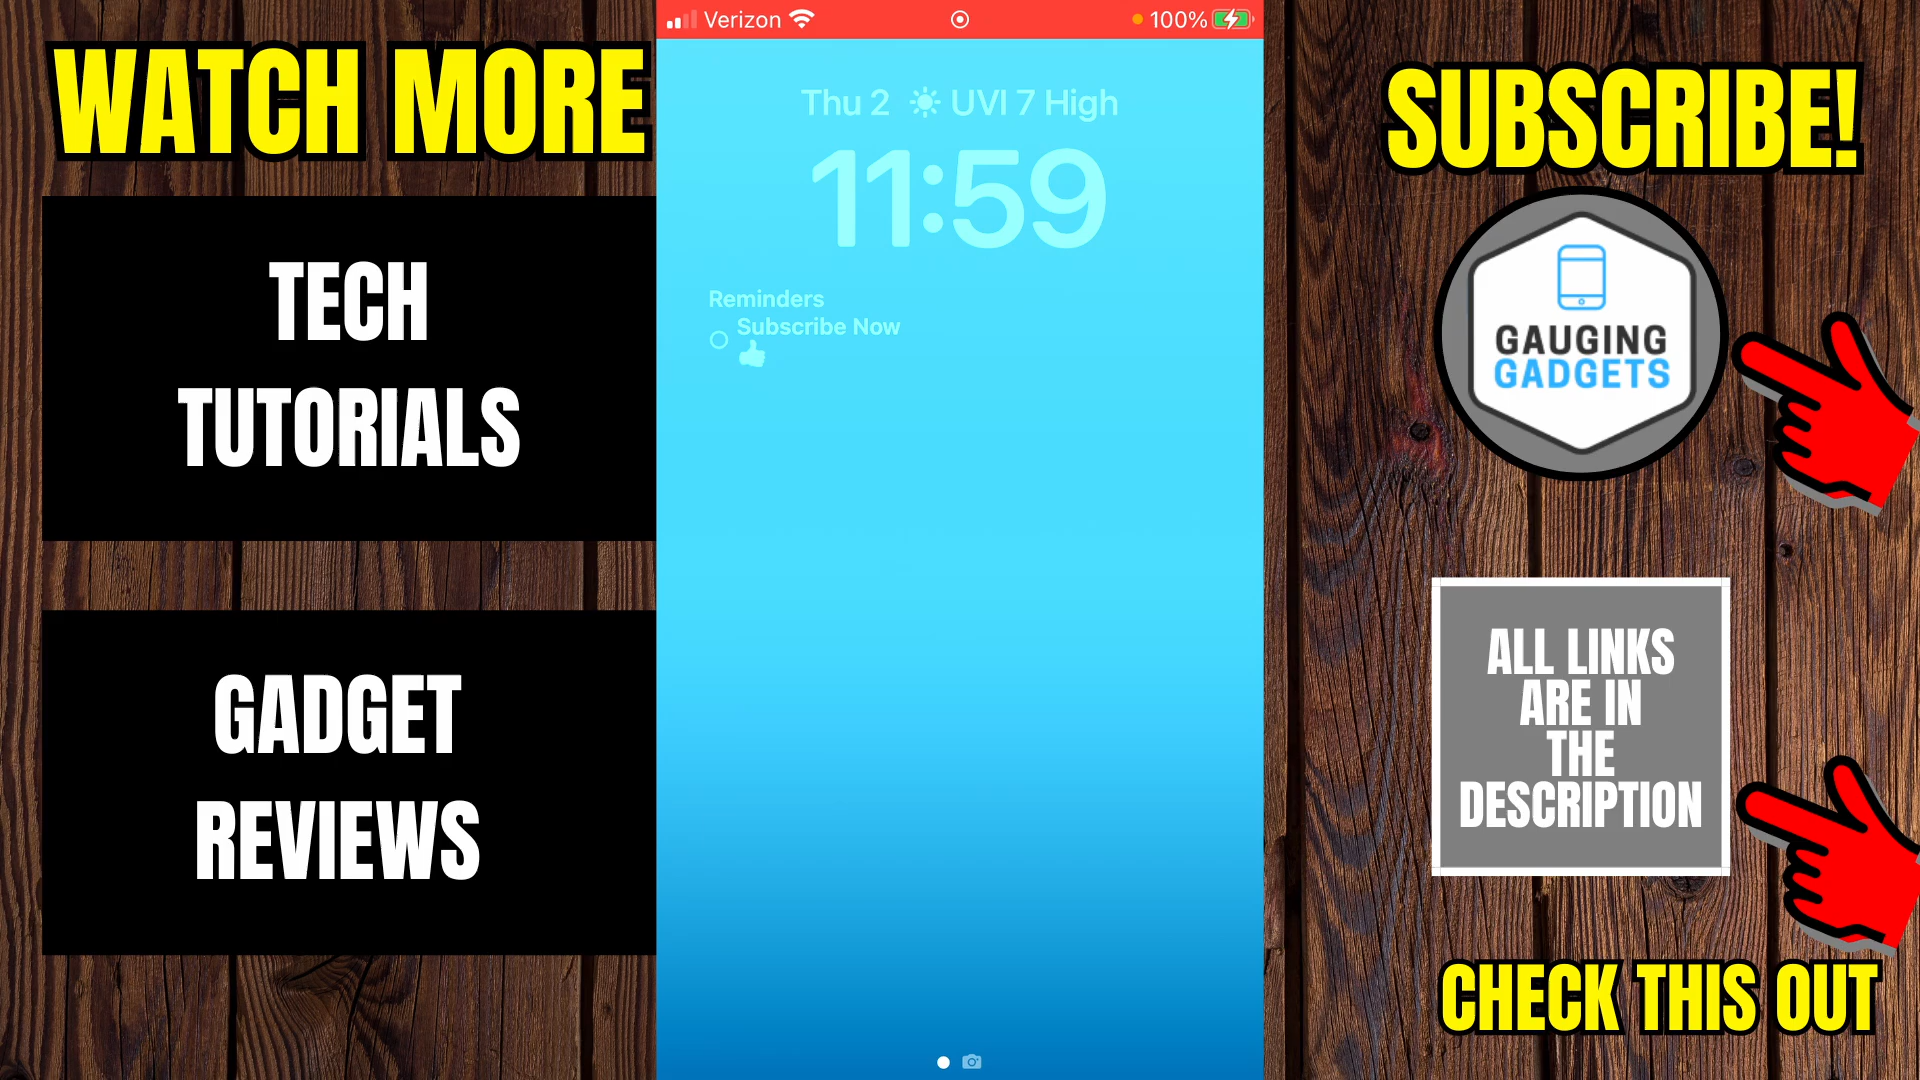 WATCH MORE
TECH
TUTORIALS
GADGET
REVIEWS
Verizon
100%
Thu 2 UVI 7 High
11:59
Reminders
Subscribe Now
SUBSCRIBE!
GAUGING
GADGETS
ALL LINKS
ARE IN
THE
DESCRIPTION
CHECK THIS OUT